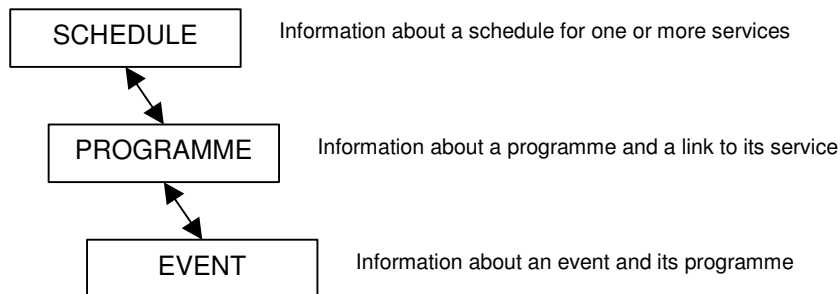 SCHEDULE Information about a schedule for one or more services
PROGRAMME Information about a programme and a link to its service
EVENT Information about an event and its programme